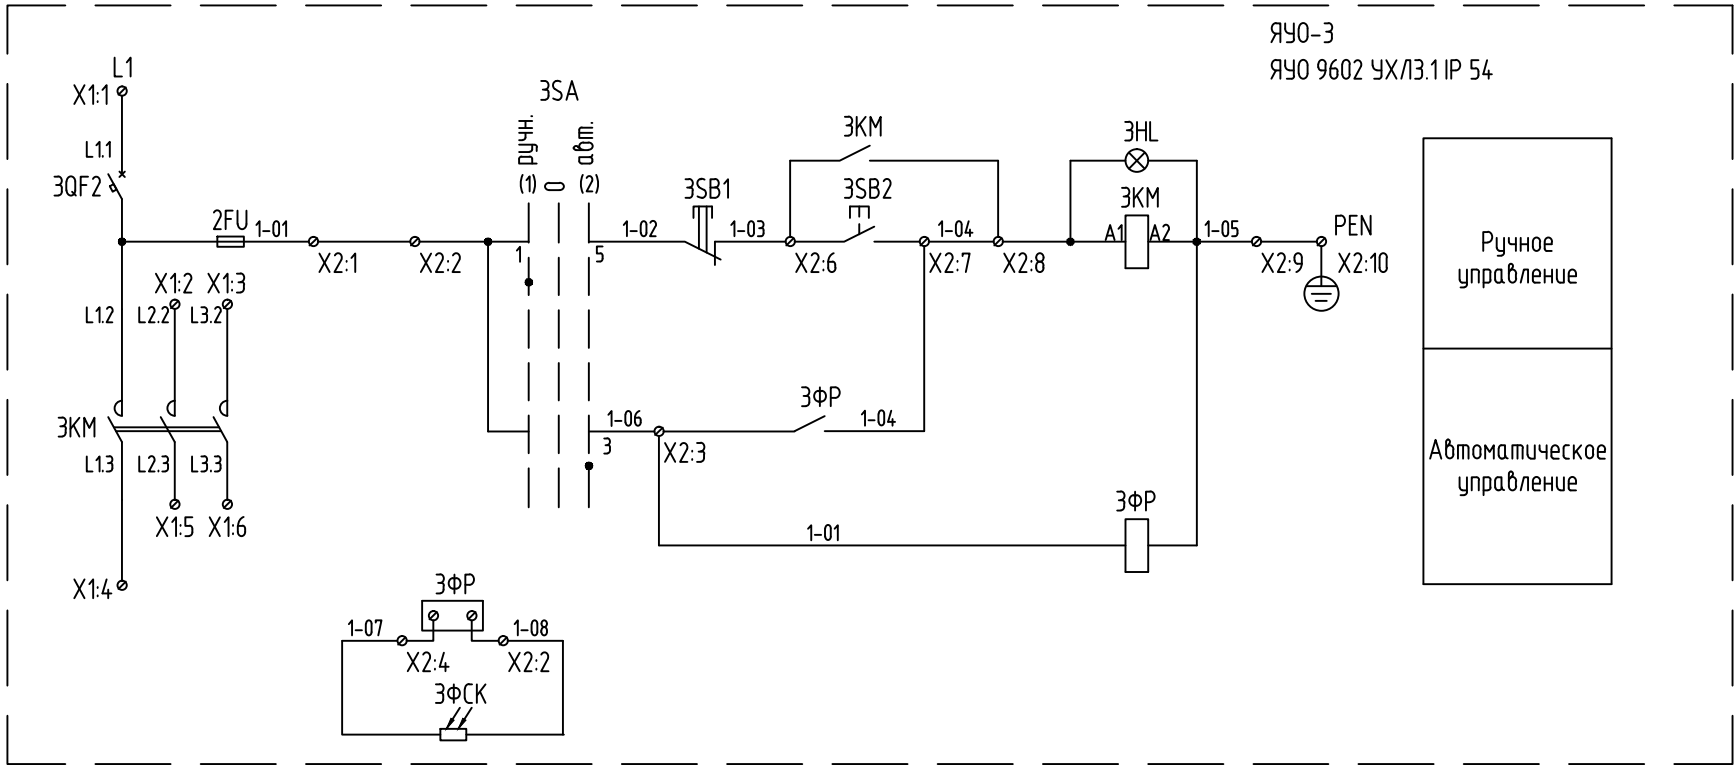 ЯУО-3
ЯУО 9602 УХЛ3.1 IP 54
L1
X1:1
L1.1
3QF2
2FU
1-01
X2:1
X2:2
3SA
ручн.
авт.
(1) 0 (2)
1
5
1-02
3SB1
1-03
3KM
3SB2
X2:6
1-04
X2:7
X2:8
3HL
3KM
A1
A2
1-05
X2:9
PEN
X2:10
Ручное
управление
X1:2
X1:3
L1.2
L2.2
L3.2
3KM
L1.3
L2.3
L3.3
X1:5
X1:6
X1:4
1-06
3
X2:3
3ФР
1-04
Автоматическое
управление
3ФР
1-01
3ФР
1-07
1-08
X2:4
X2:2
3ФСК